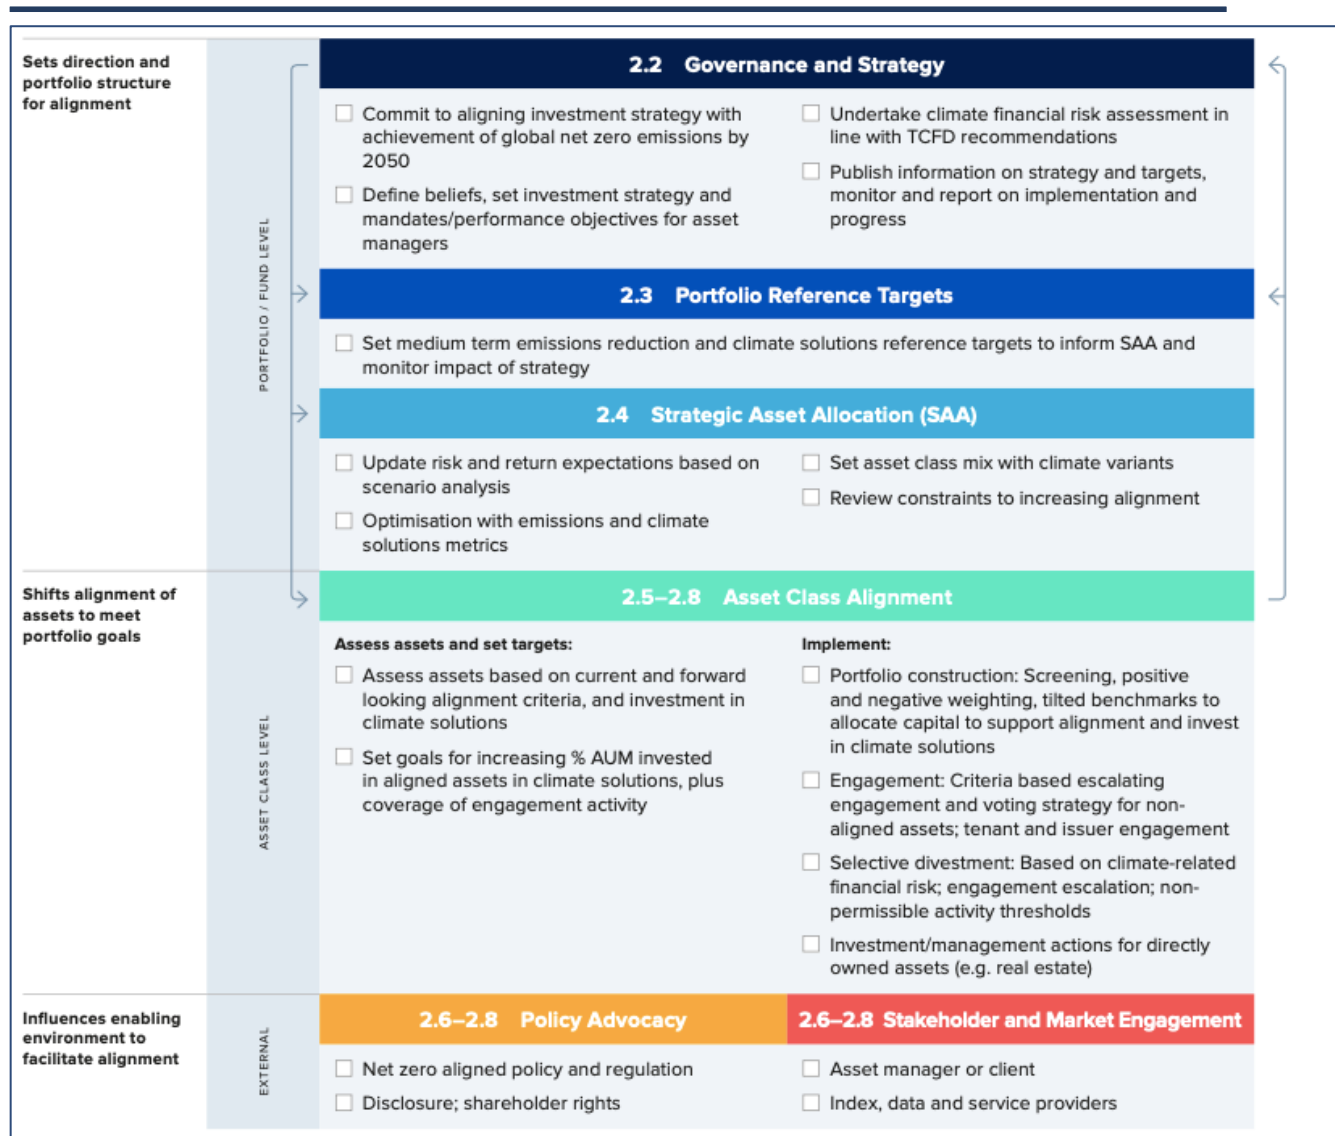 Sets direction and
portfolio structure
for alignment
PORTFOLIO / FUND LEVEL
2.2 Governance and Strategy
Commit to aligning investment strategy with
achievement of global net zero emissions by
2050
Define beliefs, set investment strategy and
mandates/performance objectives for asset
managers
Undertake climate financial risk assessment in
line with TCFD recommendations
Publish information on strategy and targets,
monitor and report on implementation and
progress
2.3 Portfolio Reference Targets
Set medium term emissions reduction and climate solutions reference targets to inform SAA and
monitor impact of strategy
2.4 Strategic Asset Allocation (SAA)
Update risk and return expectations based on
scenario analysis
Optimisation with emissions and climate
solutions metrics
Set asset class mix with climate variants
Review constraints to increasing alignment
Shifts alignment of
assets to meet
portfolio goals
ASSET CLASS LEVEL
2.5–2.8 Asset Class Alignment
Assess assets and set targets:
Assess assets based on current and forward
looking alignment criteria, and investment in
climate solutions
Set goals for increasing % AUM invested
in aligned assets in climate solutions, plus
coverage of engagement activity
Implement:
Portfolio construction: Screening, positive
and negative weighting, tilted benchmarks to
allocate capital to support alignment and invest
in climate solutions
Engagement: Criteria based escalating
engagement and voting strategy for non-
aligned assets; tenant and issuer engagement
Selective divestment: Based on climate-related
financial risk; engagement escalation; non-
permissible activity thresholds
Investment/management actions for directly
owned assets (e.g. real estate)
Influences enabling
environment to
facilitate alignment
EXTERNAL
2.6–2.8 Policy Advocacy
Net zero aligned policy and regulation
Disclosure; shareholder rights
2.6–2.8 Stakeholder and Market Engagement
Asset manager or client
Index, data and service providers